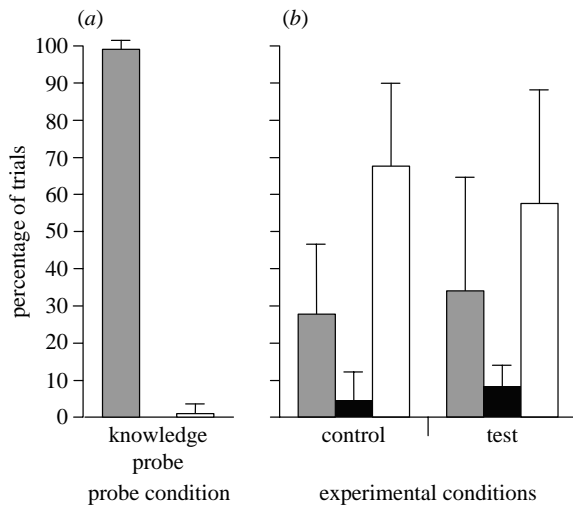 (a) (b)
100
90
80
70
60
50
40
30
20
10
0
percentage of trials
knowledge
probe
control test
probe condition experimental conditions